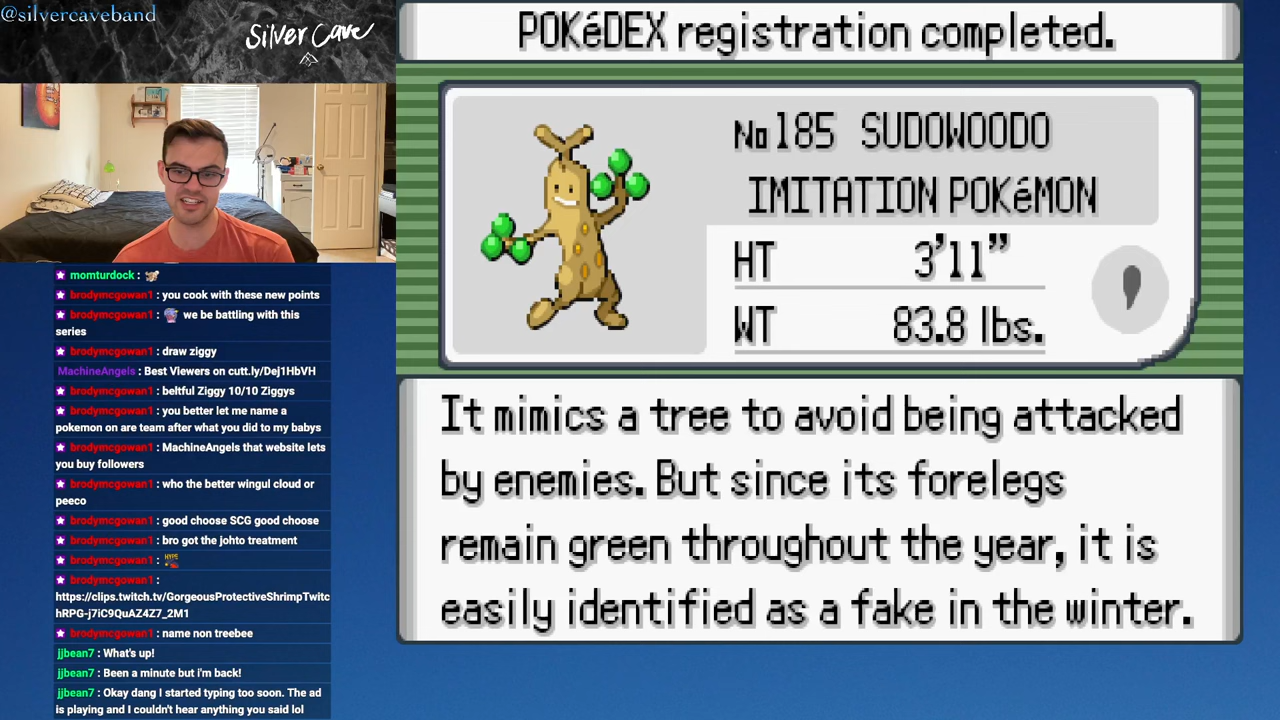 @silvercaveband
Silver Cave
POKéDEX registration completed.
No185 SUDOWOODO
IMITATION POKéMON
HT 3'11"
WT 83.8 lbs.
It mimics a tree to avoid being attacked
by enemies. But since its forelegs
remain green throughout the year, it is
easily identified as a fake in the winter.
momturdock :
brodymcgowan1 : you cook with these new points
brodymcgowan1 : we be battling with this
series
brodymcgowan1 : draw ziggy
MachineAngels : Best Viewers on cutt.ly/Dej1HbVH
brodymcgowan1 : beltful Ziggy 10/10 Ziggys
brodymcgowan1 : you better let me name a
pokemon on are team after what you did to my babys
brodymcgowan1 : MachineAngels that website lets
you buy followers
brodymcgowan1 : who the better wingul cloud or
peeco
brodymcgowan1 : good choose SCG good choose
brodymcgowan1 : bro got the johto treatment
brodymcgowan1 : HYPE
brodymcgowan1 :
https://clips.twitch.tv/GorgeousProtectiveShrimpTwitc
hRPG-j7iC9QuAZ4Z7_2M1
brodymcgowan1 : name non treebee
jjbean7 : What's up!
jjbean7 : Been a minute but i'm back!
jjbean7 : Okay dang I started typing too soon. The ad
is playing and I couldn't hear anything you said lol